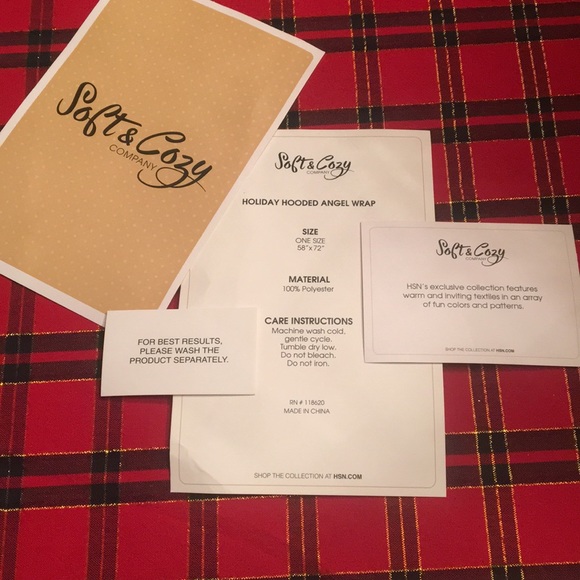 Soft & Cozy
COMPANY
Soft & Cozy
COMPANY
HOLIDAY HOODED ANGEL WRAP
SIZE
ONE SIZE
58"x 72"
MATERIAL
100% Polyester
CARE INSTRUCTIONS
Machine wash cold,
gentle cycle.
Tumble dry low.
Do not bleach.
Do not iron.
RN # 118620
MADE IN CHINA
SHOP THE COLLECTION AT HSN.COM
Soft & Cozy
COMPANY
HSN's exclusive collection features
warm and inviting textiles in an array
of fun colors and patterns.
SHOP THE COLLECTION AT HSN.COM
FOR BEST RESULTS,
PLEASE WASH THE
PRODUCT SEPARATELY.